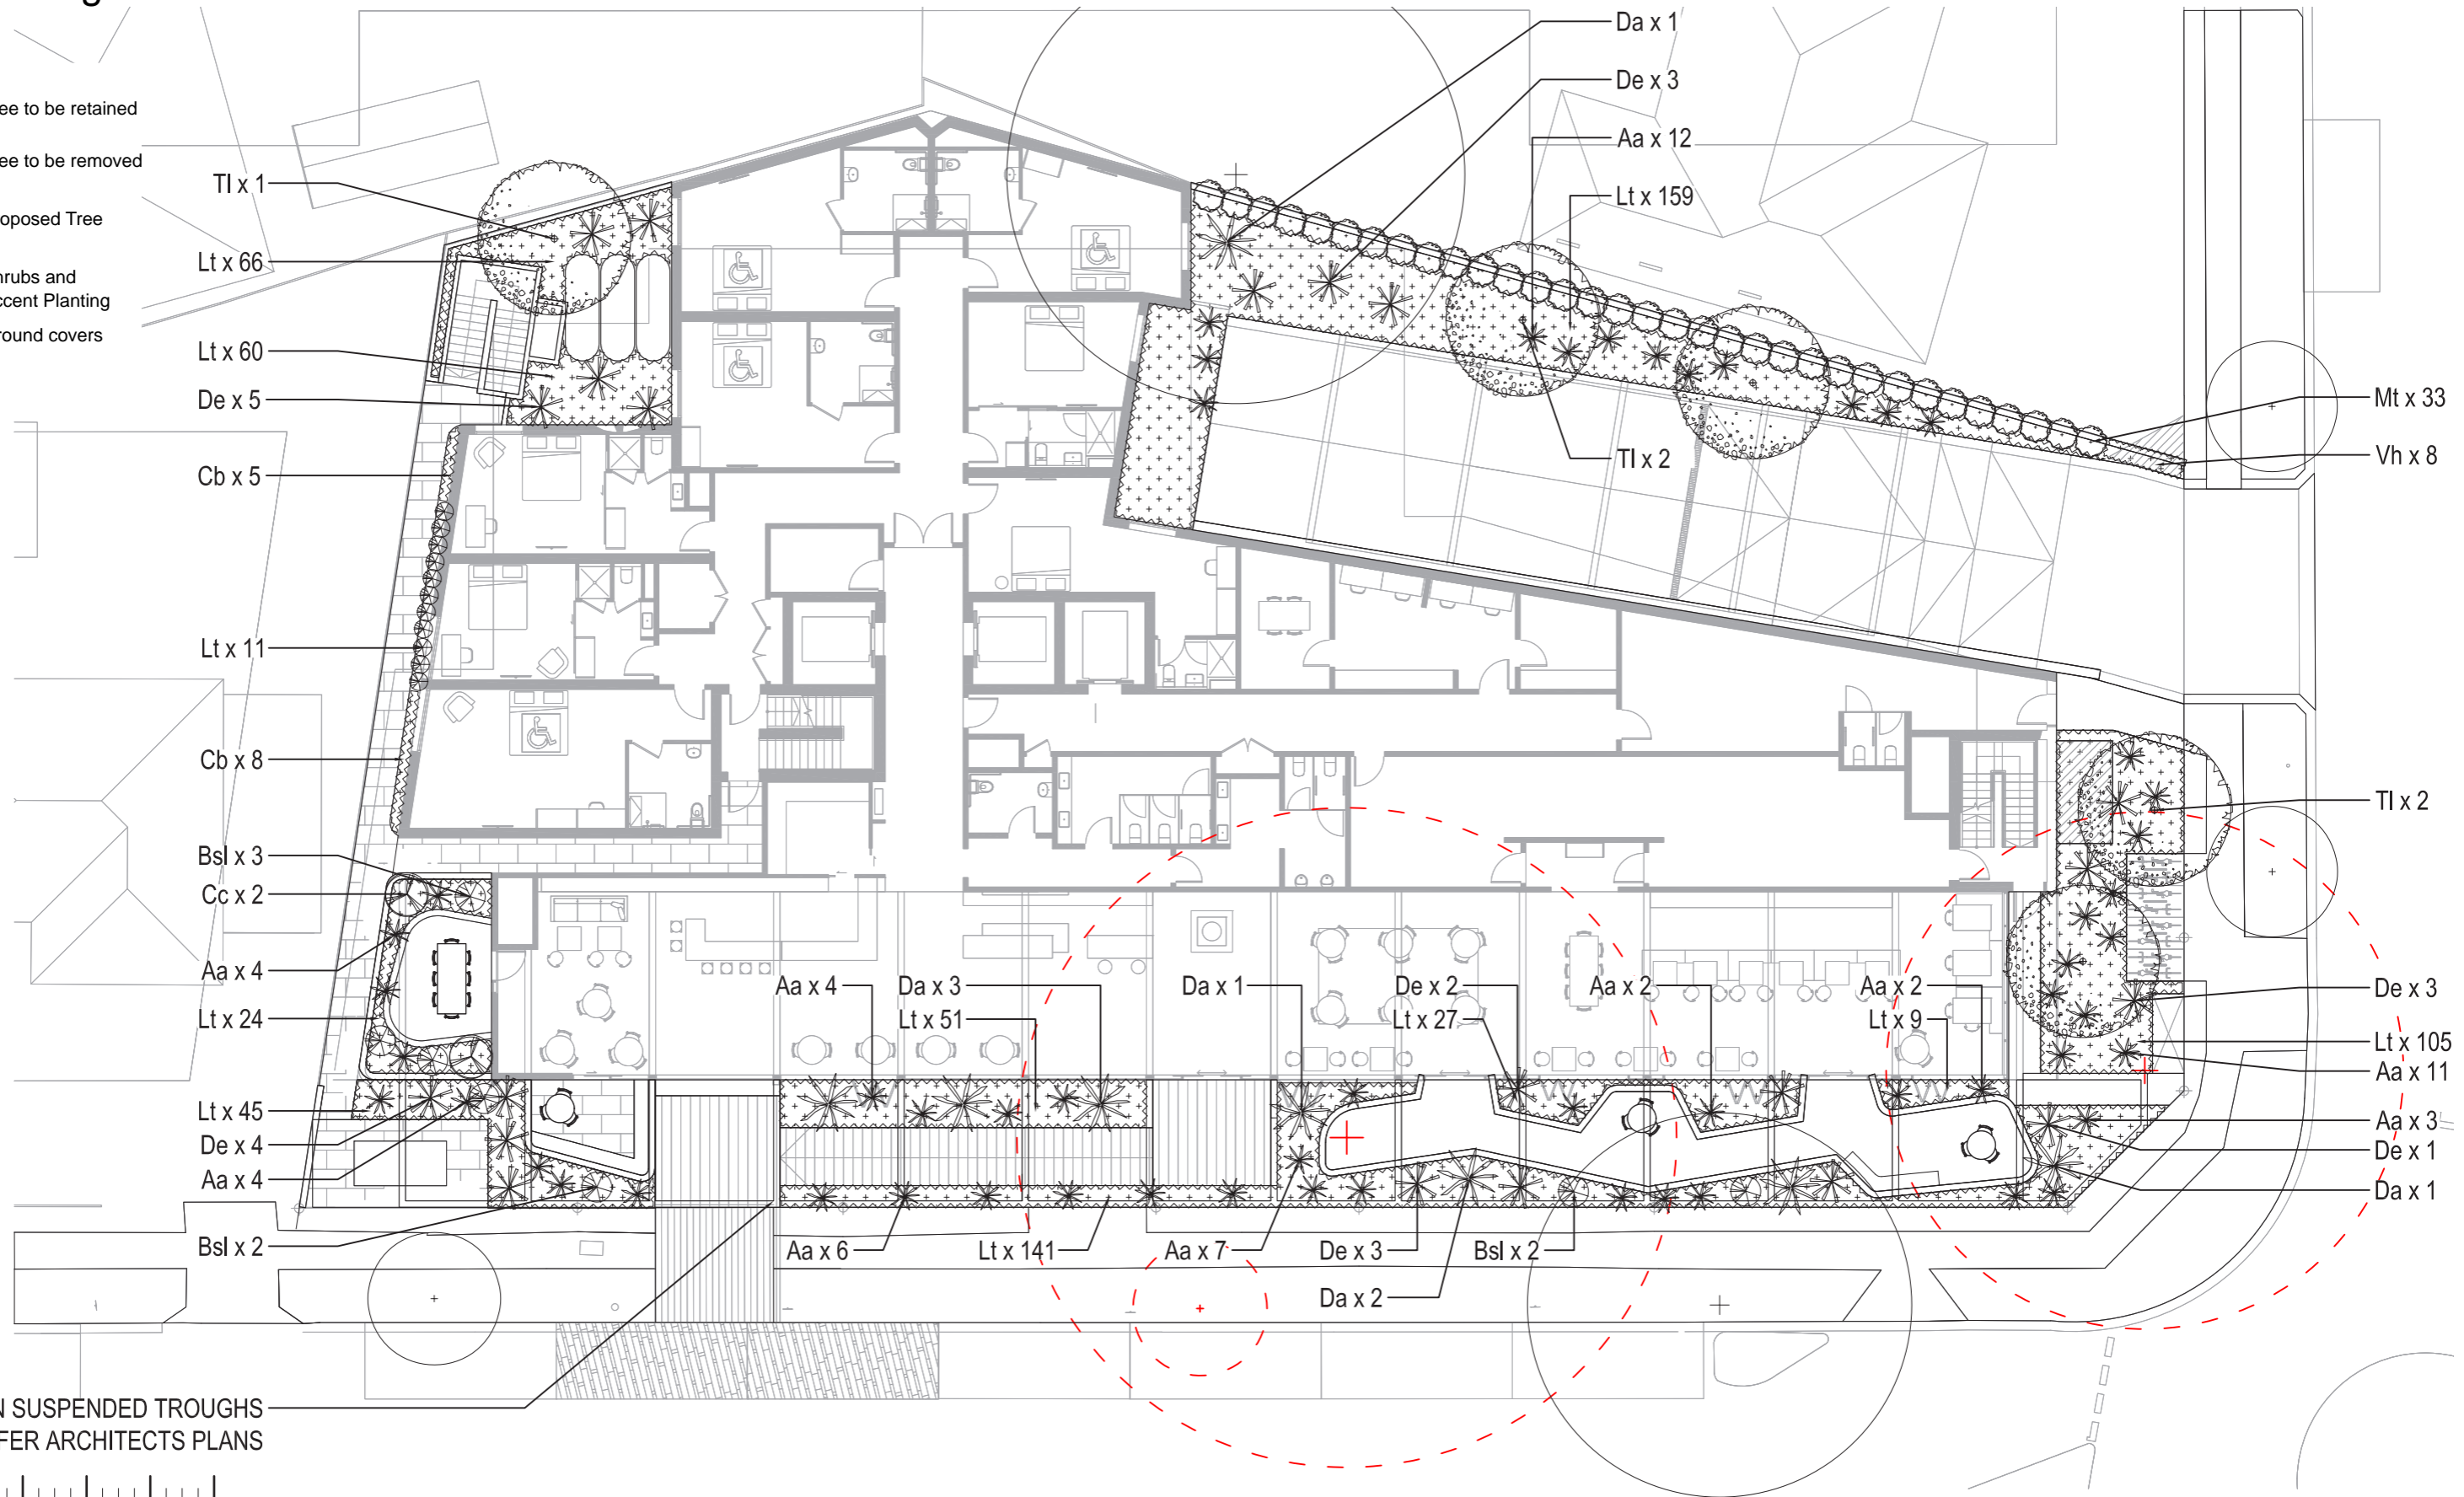 ee to be retained
ee to be removed
oposed Tree
hrubs and
ccent Planting
round covers
Tl x 1
Lt x 66
Lt x 60
De x 5
Cb x 5
Lt x 11
Cb x 8
Bsl x 3
Cc x 2
Aa x 4
Lt x 24
Lt x 45
De x 4
Aa x 4
Bsl x 2
N SUSPENDED TROUGHS
FER ARCHITECTS PLANS
Da x 1
De x 3
Aa x 12
Lt x 159
Tl x 2
Mt x 33
Vh x 8
Tl x 2
Aa x 4
Da x 3
Lt x 51
Da x 1
De x 2
Lt x 27
Aa x 2
Aa x 2
Lt x 9
De x 3
Lt x 105
Aa x 11
Aa x 3
De x 1
Da x 1
Aa x 6
Lt x 141
Aa x 7
De x 3
Bsl x 2
Da x 2